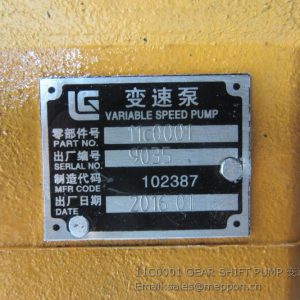 变速泵
VARIABLE SPEED PUMP
零部件号 11C0001
PART NO.
出厂编号 9035
SERIAL NO.
制造代码 102387
MFR CODE
出厂日期 2016 01
DATE
11C0001 GEAR SHIFT PUMP 变
Email:sales@meppon.cn